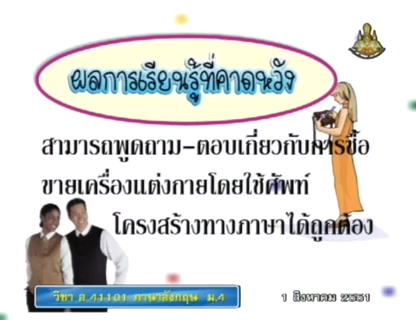 ผลการเรียนรู้ที่คาดหวัง
สามารถพูดถาม-ตอบเกี่ยวกับการซื้อ
ขายเครื่องแต่งกายโดยใช้ศัพท์
โครงสร้างทางภาษาได้ถูกต้อง
วิชา อ.41101 ภาษาอังกฤษ ม.4
1 สิงหาคม 2551